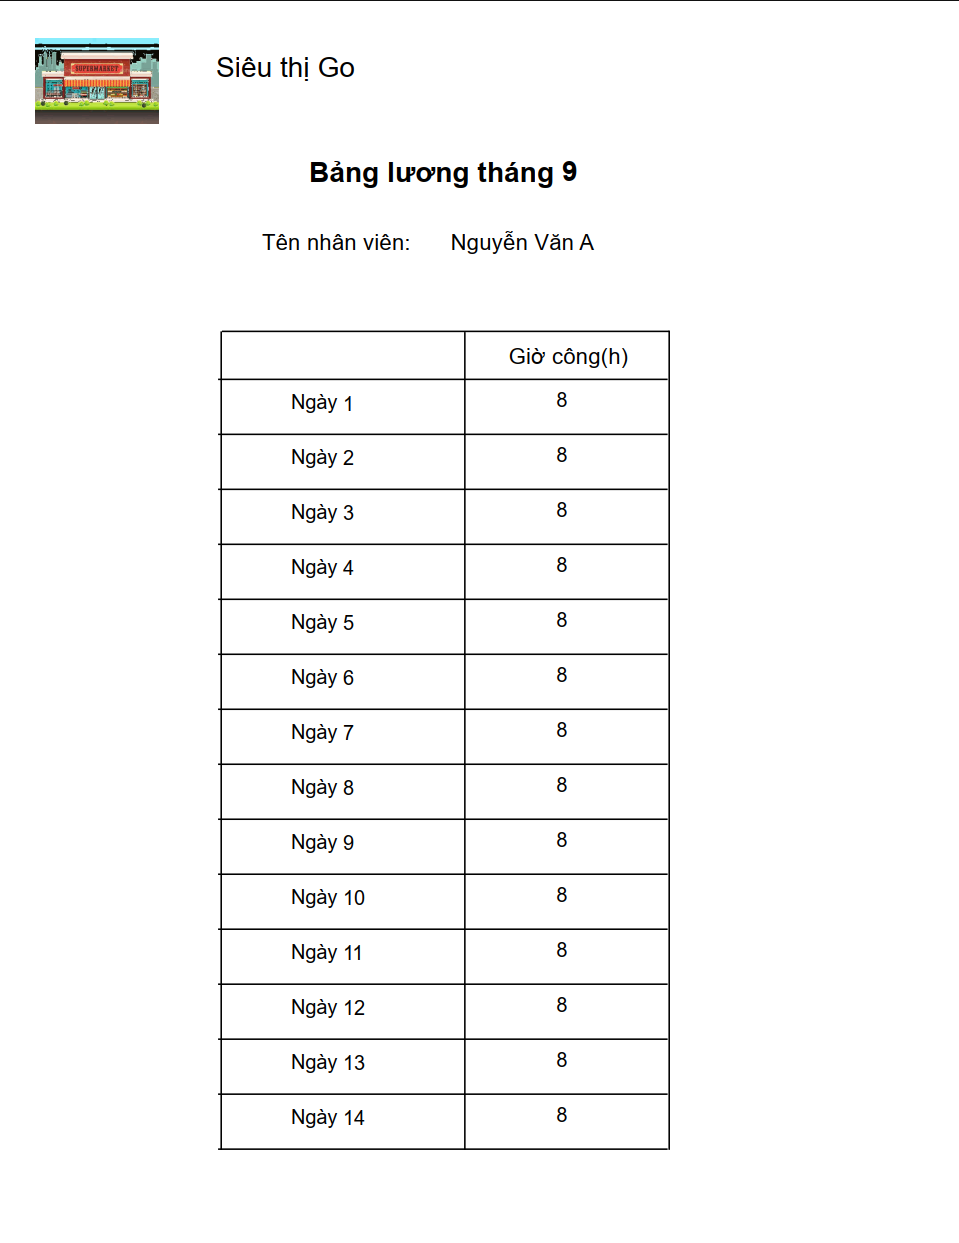 SUPERMARKET
Siêu thị Go
Bảng lương tháng 9
Tên nhân viên: Nguyễn Văn A
Giờ công(h)
Ngày 1 8
Ngày 2 8
Ngày 3 8
Ngày 4 8
Ngày 5 8
Ngày 6 8
Ngày 7 8
Ngày 8 8
Ngày 9 8
Ngày 10 8
Ngày 11 8
Ngày 12 8
Ngày 13 8
Ngày 14 8